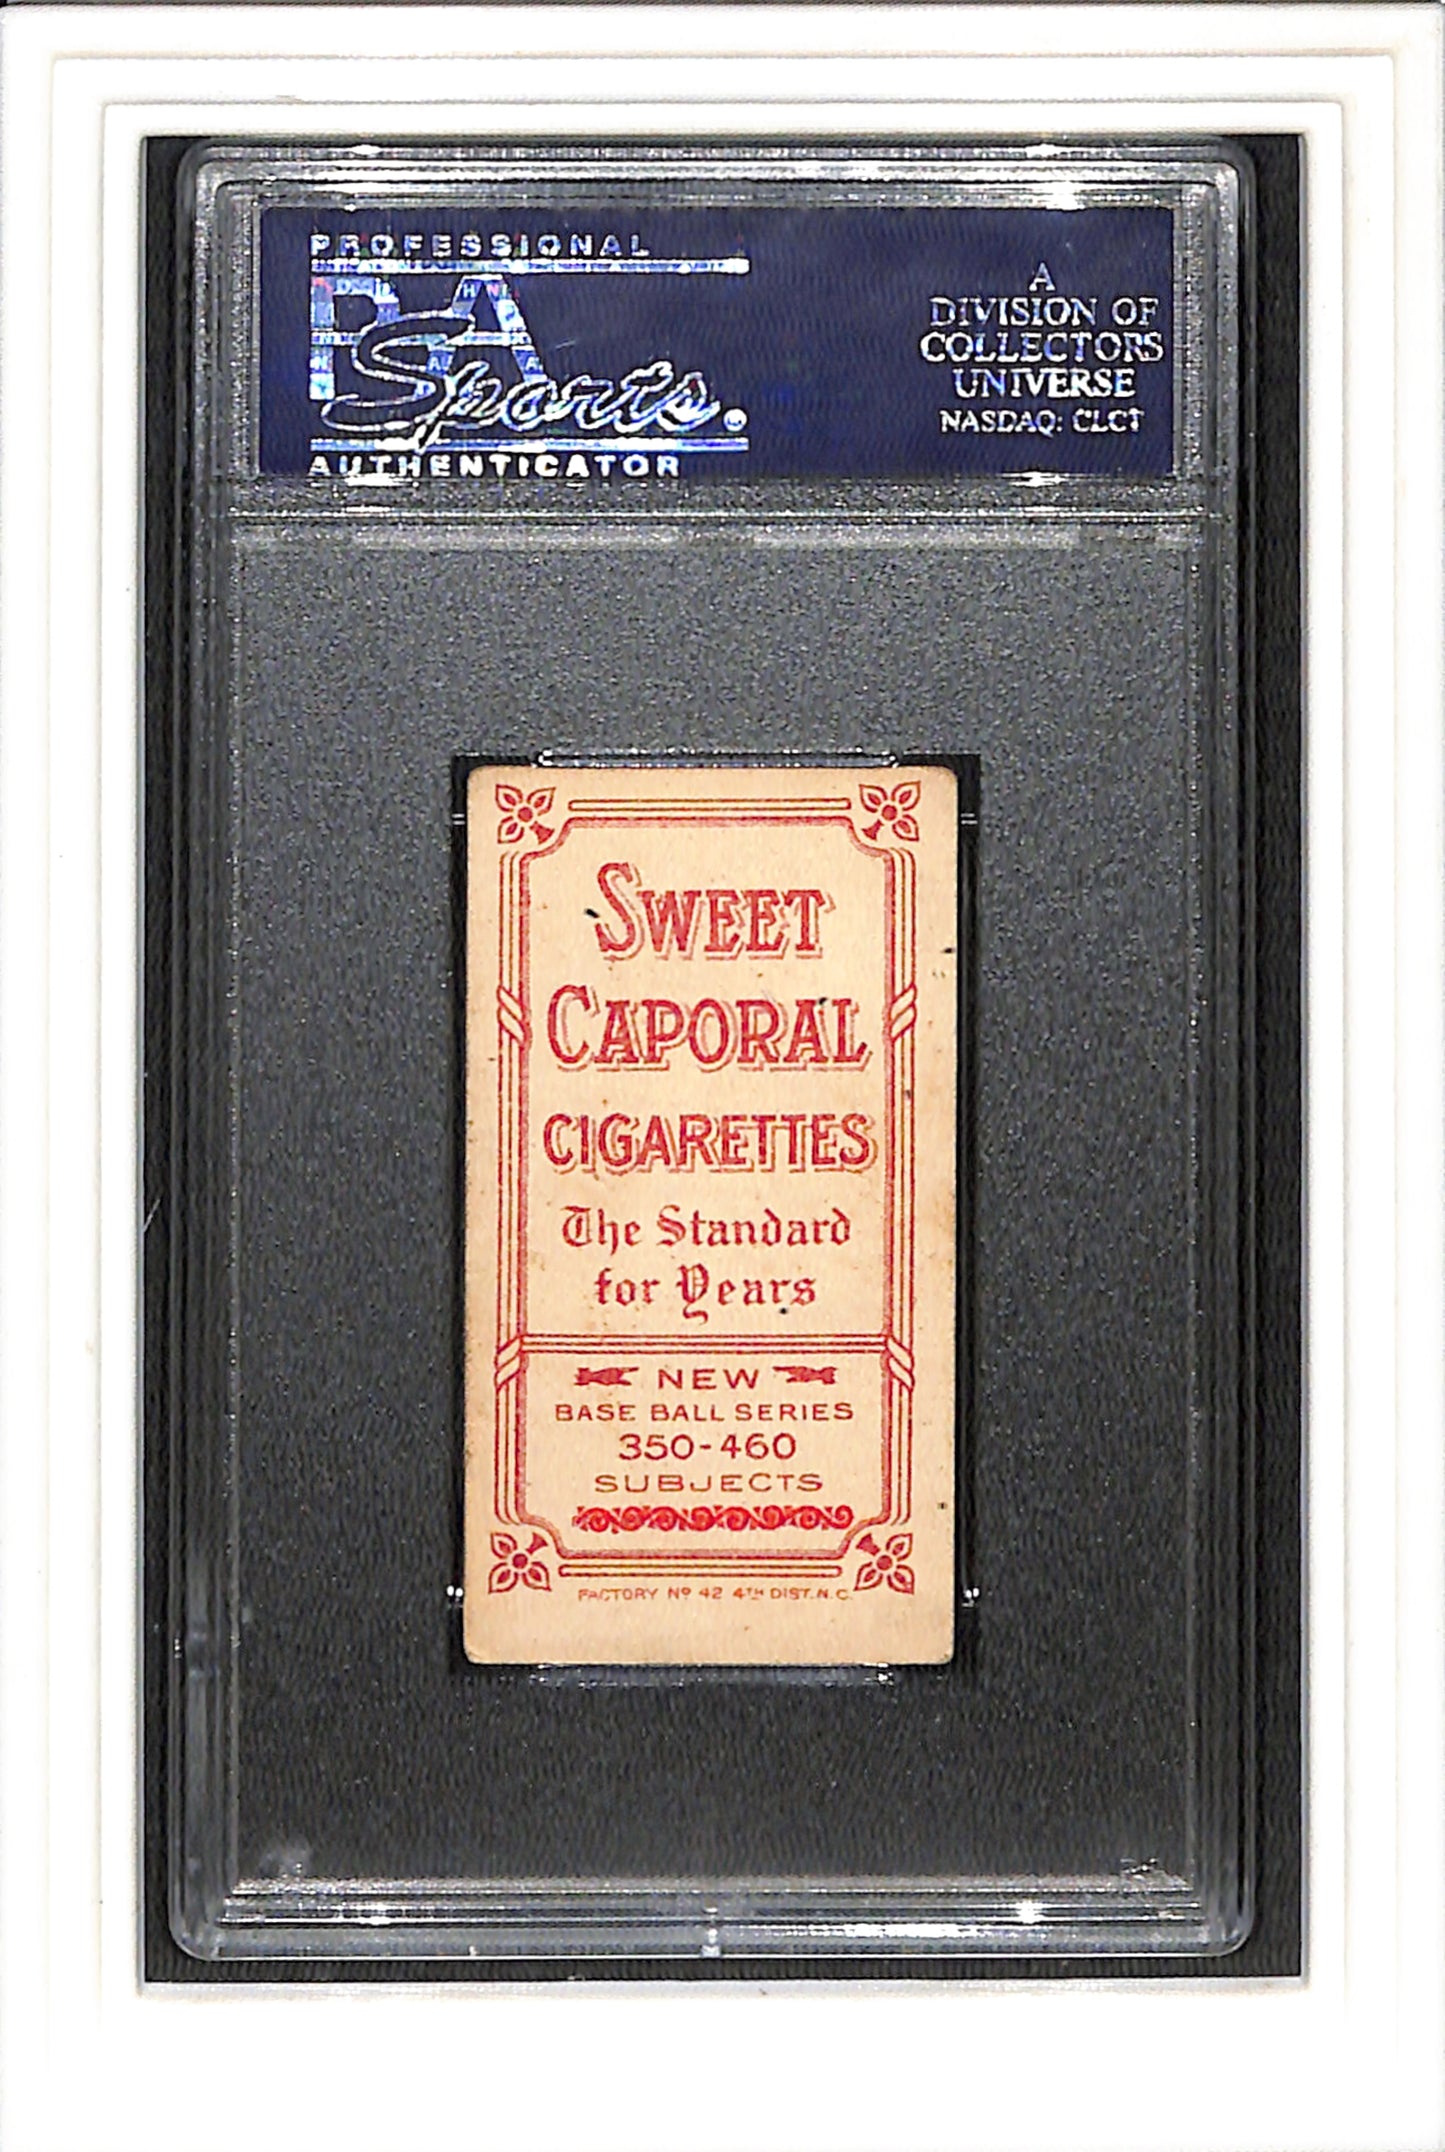 PROFESSIONAL
PSA
Sports
AUTHENTICATOR
A
DIVISION OF
COLLECTORS
UNIVERSE
NASDAQ: CLCT
SWEET
CAPORAL
CIGARETTES
The Standard
for Years
NEW
BASE BALL SERIES
350-460
SUBJECTS
FACTORY Nº 42 4TH DIST. N.C.